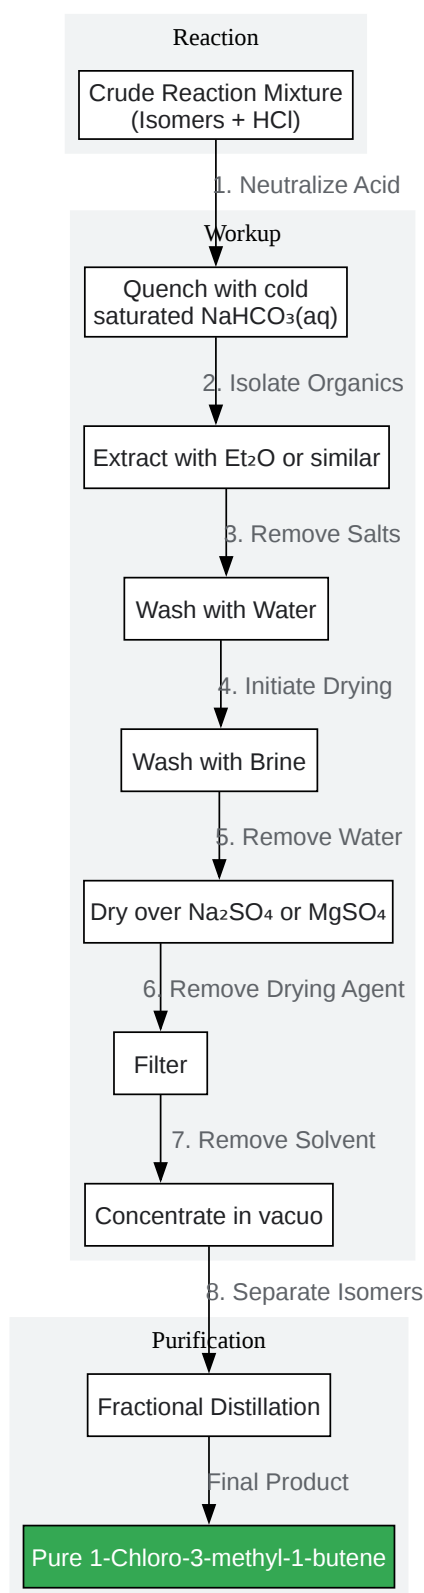 Reaction
Crude Reaction Mixture
(Isomers + HCl)
1. Neutralize Acid
Workup
Quench with cold
saturated NaHCO₃(aq)
2. Isolate Organics
Extract with Et₂O or similar
3. Remove Salts
Wash with Water
4. Initiate Drying
Wash with Brine
5. Remove Water
Dry over Na₂SO₄ or MgSO₄
6. Remove Drying Agent
Filter
7. Remove Solvent
Concentrate in vacuo
8. Separate Isomers
Purification
Fractional Distillation
Final Product
Pure 1-Chloro-3-methyl-1-butene